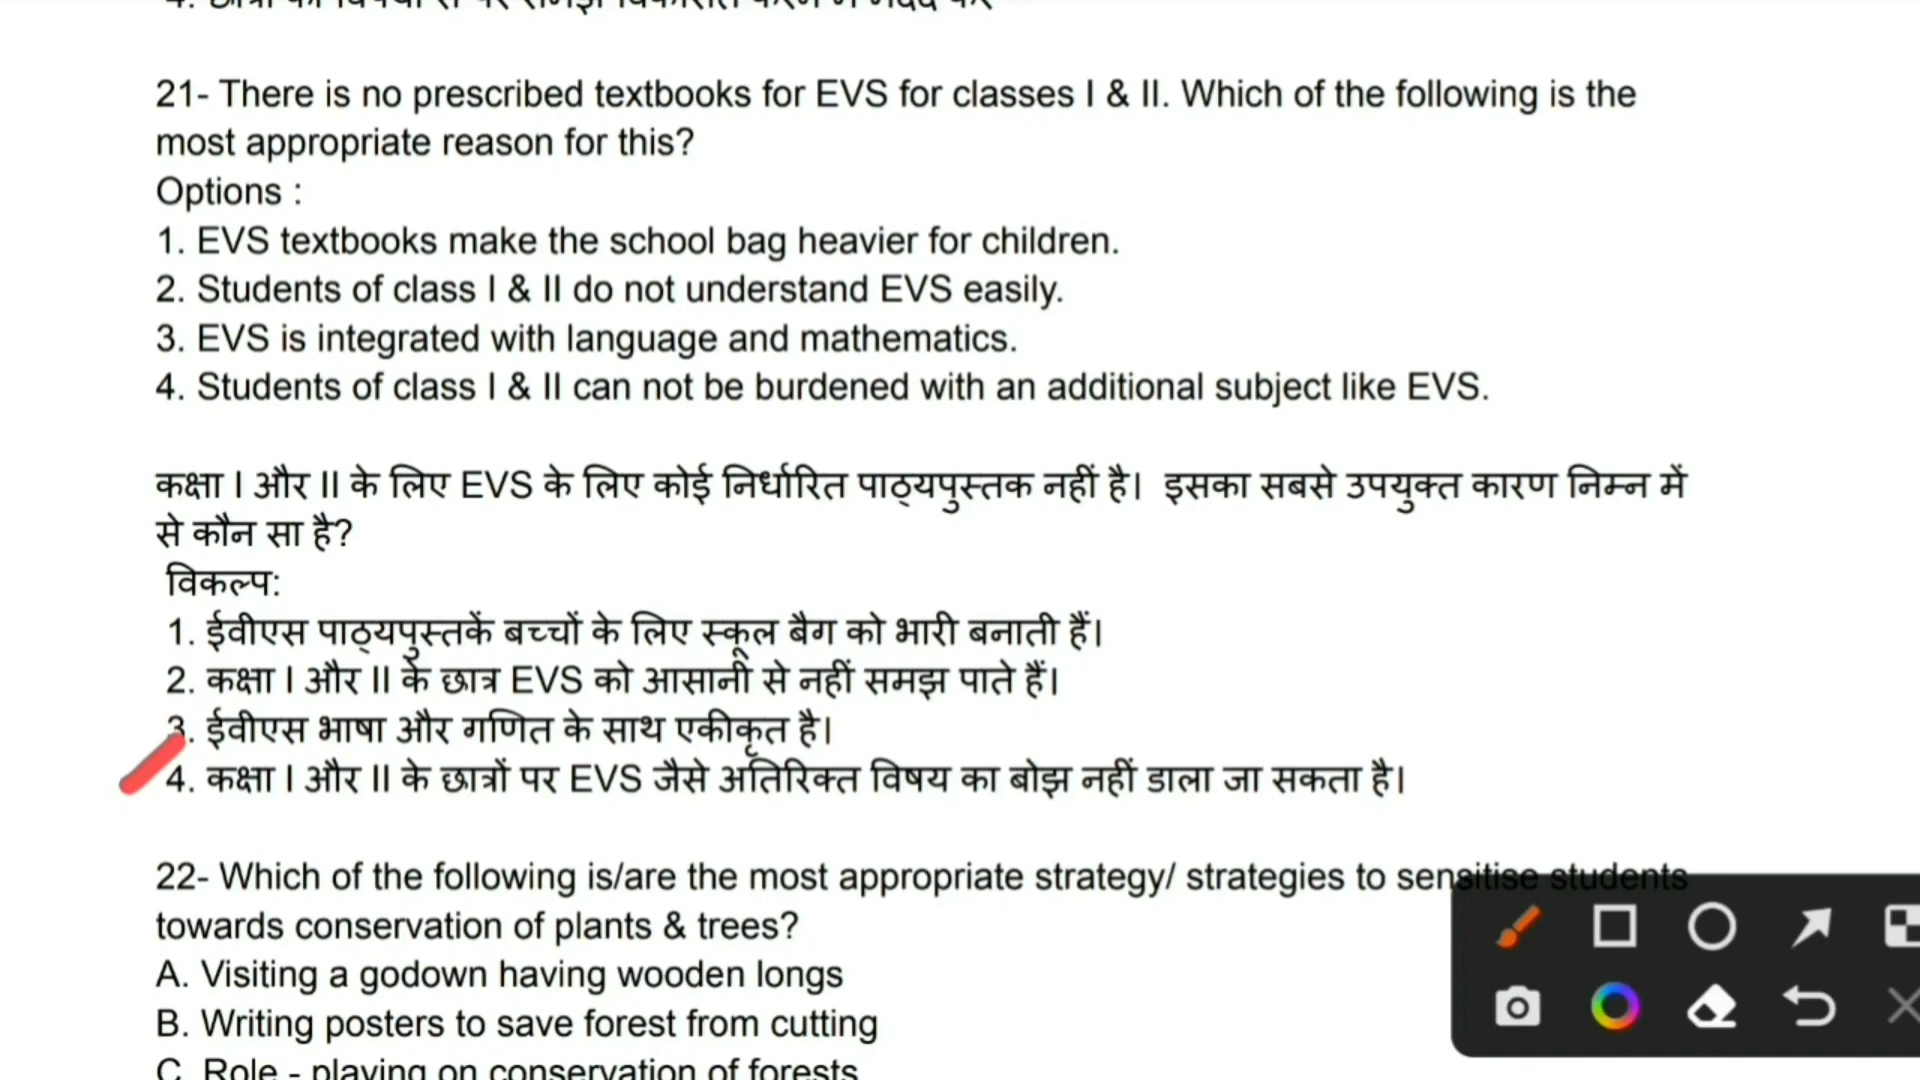 21- There is no prescribed textbooks for EVS for classes I & II. Which of the following is the
most appropriate reason for this?
Options :
1. EVS textbooks make the school bag heavier for children.
2. Students of class I & II do not understand EVS easily.
3. EVS is integrated with language and mathematics.
4. Students of class I & II can not be burdened with an additional subject like EVS.
कक्षा I और II के लिए EVS के लिए कोई निर्धारित पाठ्यपुस्तक नहीं है। इसका सबसे उपयुक्त कारण निम्न में
से कौन सा है?
विकल्प:
1. ईवीएस पाठ्यपुस्तकें बच्चों के लिए स्कूल बैग को भारी बनाती हैं।
2. कक्षा I और II के छात्र EVS को आसानी से नहीं समझ पाते हैं।
3. ईवीएस भाषा और गणित के साथ एकीकृत है।
4. कक्षा I और II के छात्रों पर EVS जैसे अतिरिक्त विषय का बोझ नहीं डाला जा सकता है।
22- Which of the following is/are the most appropriate strategy/ strategies to sensitise students
towards conservation of plants & trees?
A. Visiting a godown having wooden longs
B. Writing posters to save forest from cutting
C. Role - playing on conservation of forests